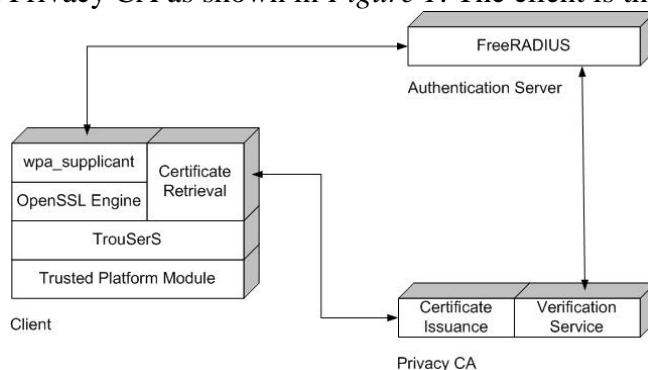 Privacy CA as shown in Figure 1. The client is th
FreeRADIUS
Authentication Server
wpa_supplicant
Certificate
Retrieval
OpenSSL Engine
TrouSerS
Trusted Platform Module
Client
Certificate
Issuance
Verification
Service
Privacy CA